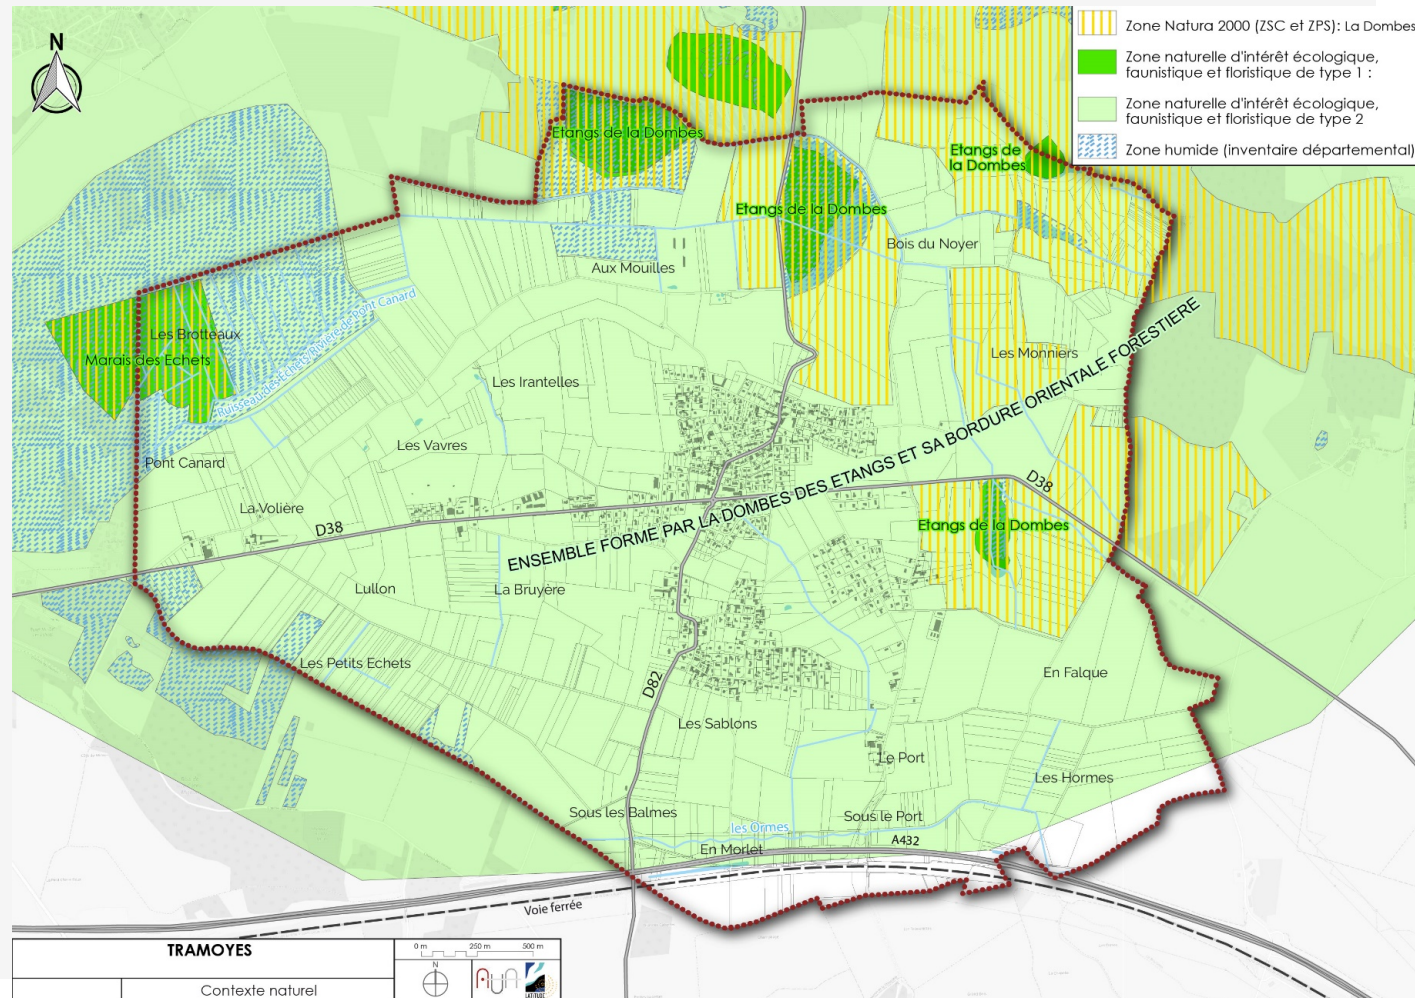 Zone Natura 2000 (ZSC et ZPS): La Dombes
Zone naturelle d'intérêt écologique,
faunistique et floristique de type 1 :
Zone naturelle d'intérêt écologique,
faunistique et floristique de type 2
Zone humide (inventaire départemental)
N
Etangs de la Dombes
Etangs de
la Dombes
Etangs de la Dombes
Bois du Noyer
Aux Mouilles
Ruisseau des Echets/Rivière de Pont Canard
Les Brotteaux
Marais des Echets
Les Monniers
Les Irantelles
Les Vavres
Pont Canard
La Volière
D38
D38
ENSEMBLE FORME PAR LA DOMBES DES ETANGS ET SA BORDURE ORIENTALE FORESTIERE
Etangs de la Dombes
Lullon
La Bruyère
Les Petits Echets
D82
En Falque
Les Sablons
Le Port
Les Hormes
Sous les Balmes
Sous le Port
les Ormes
En Morlet
A432
Voie ferrée
TRAMOYES
Contexte naturel
0 m 250 m 500 m
N
AUA
LATITUDE